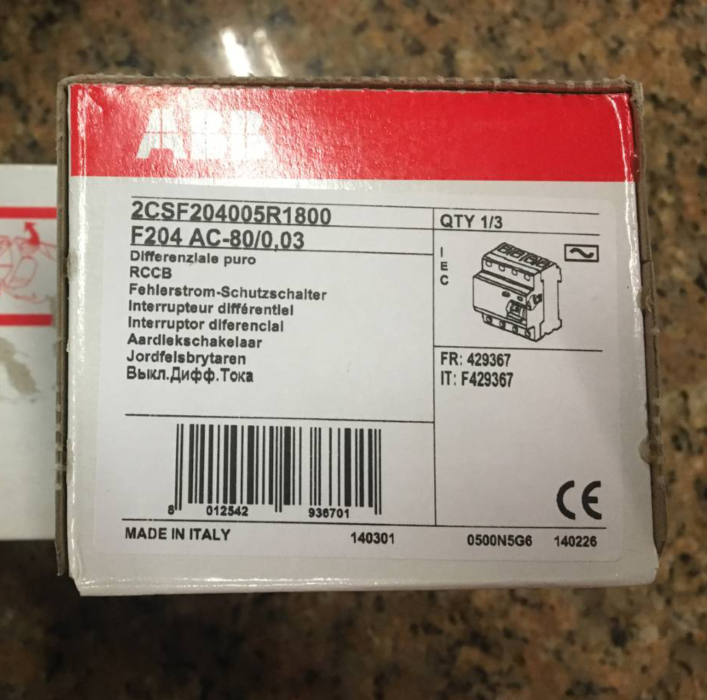 ABB
2CSF204005R1800
F204 AC-80/0,03
Differenziale puro
RCCB
Fehlerstrom-Schutzschalter
Interrupteur différentiel
Interruptor diferencial
Aardlekschakelaar
Jordfelsbrytaren
Выкл.Дифф.Тока
QTY 1/3
IEC
FR: 429367
IT: F429367
8 012542 936701
CE
MADE IN ITALY 140301 0500N5G6 140226